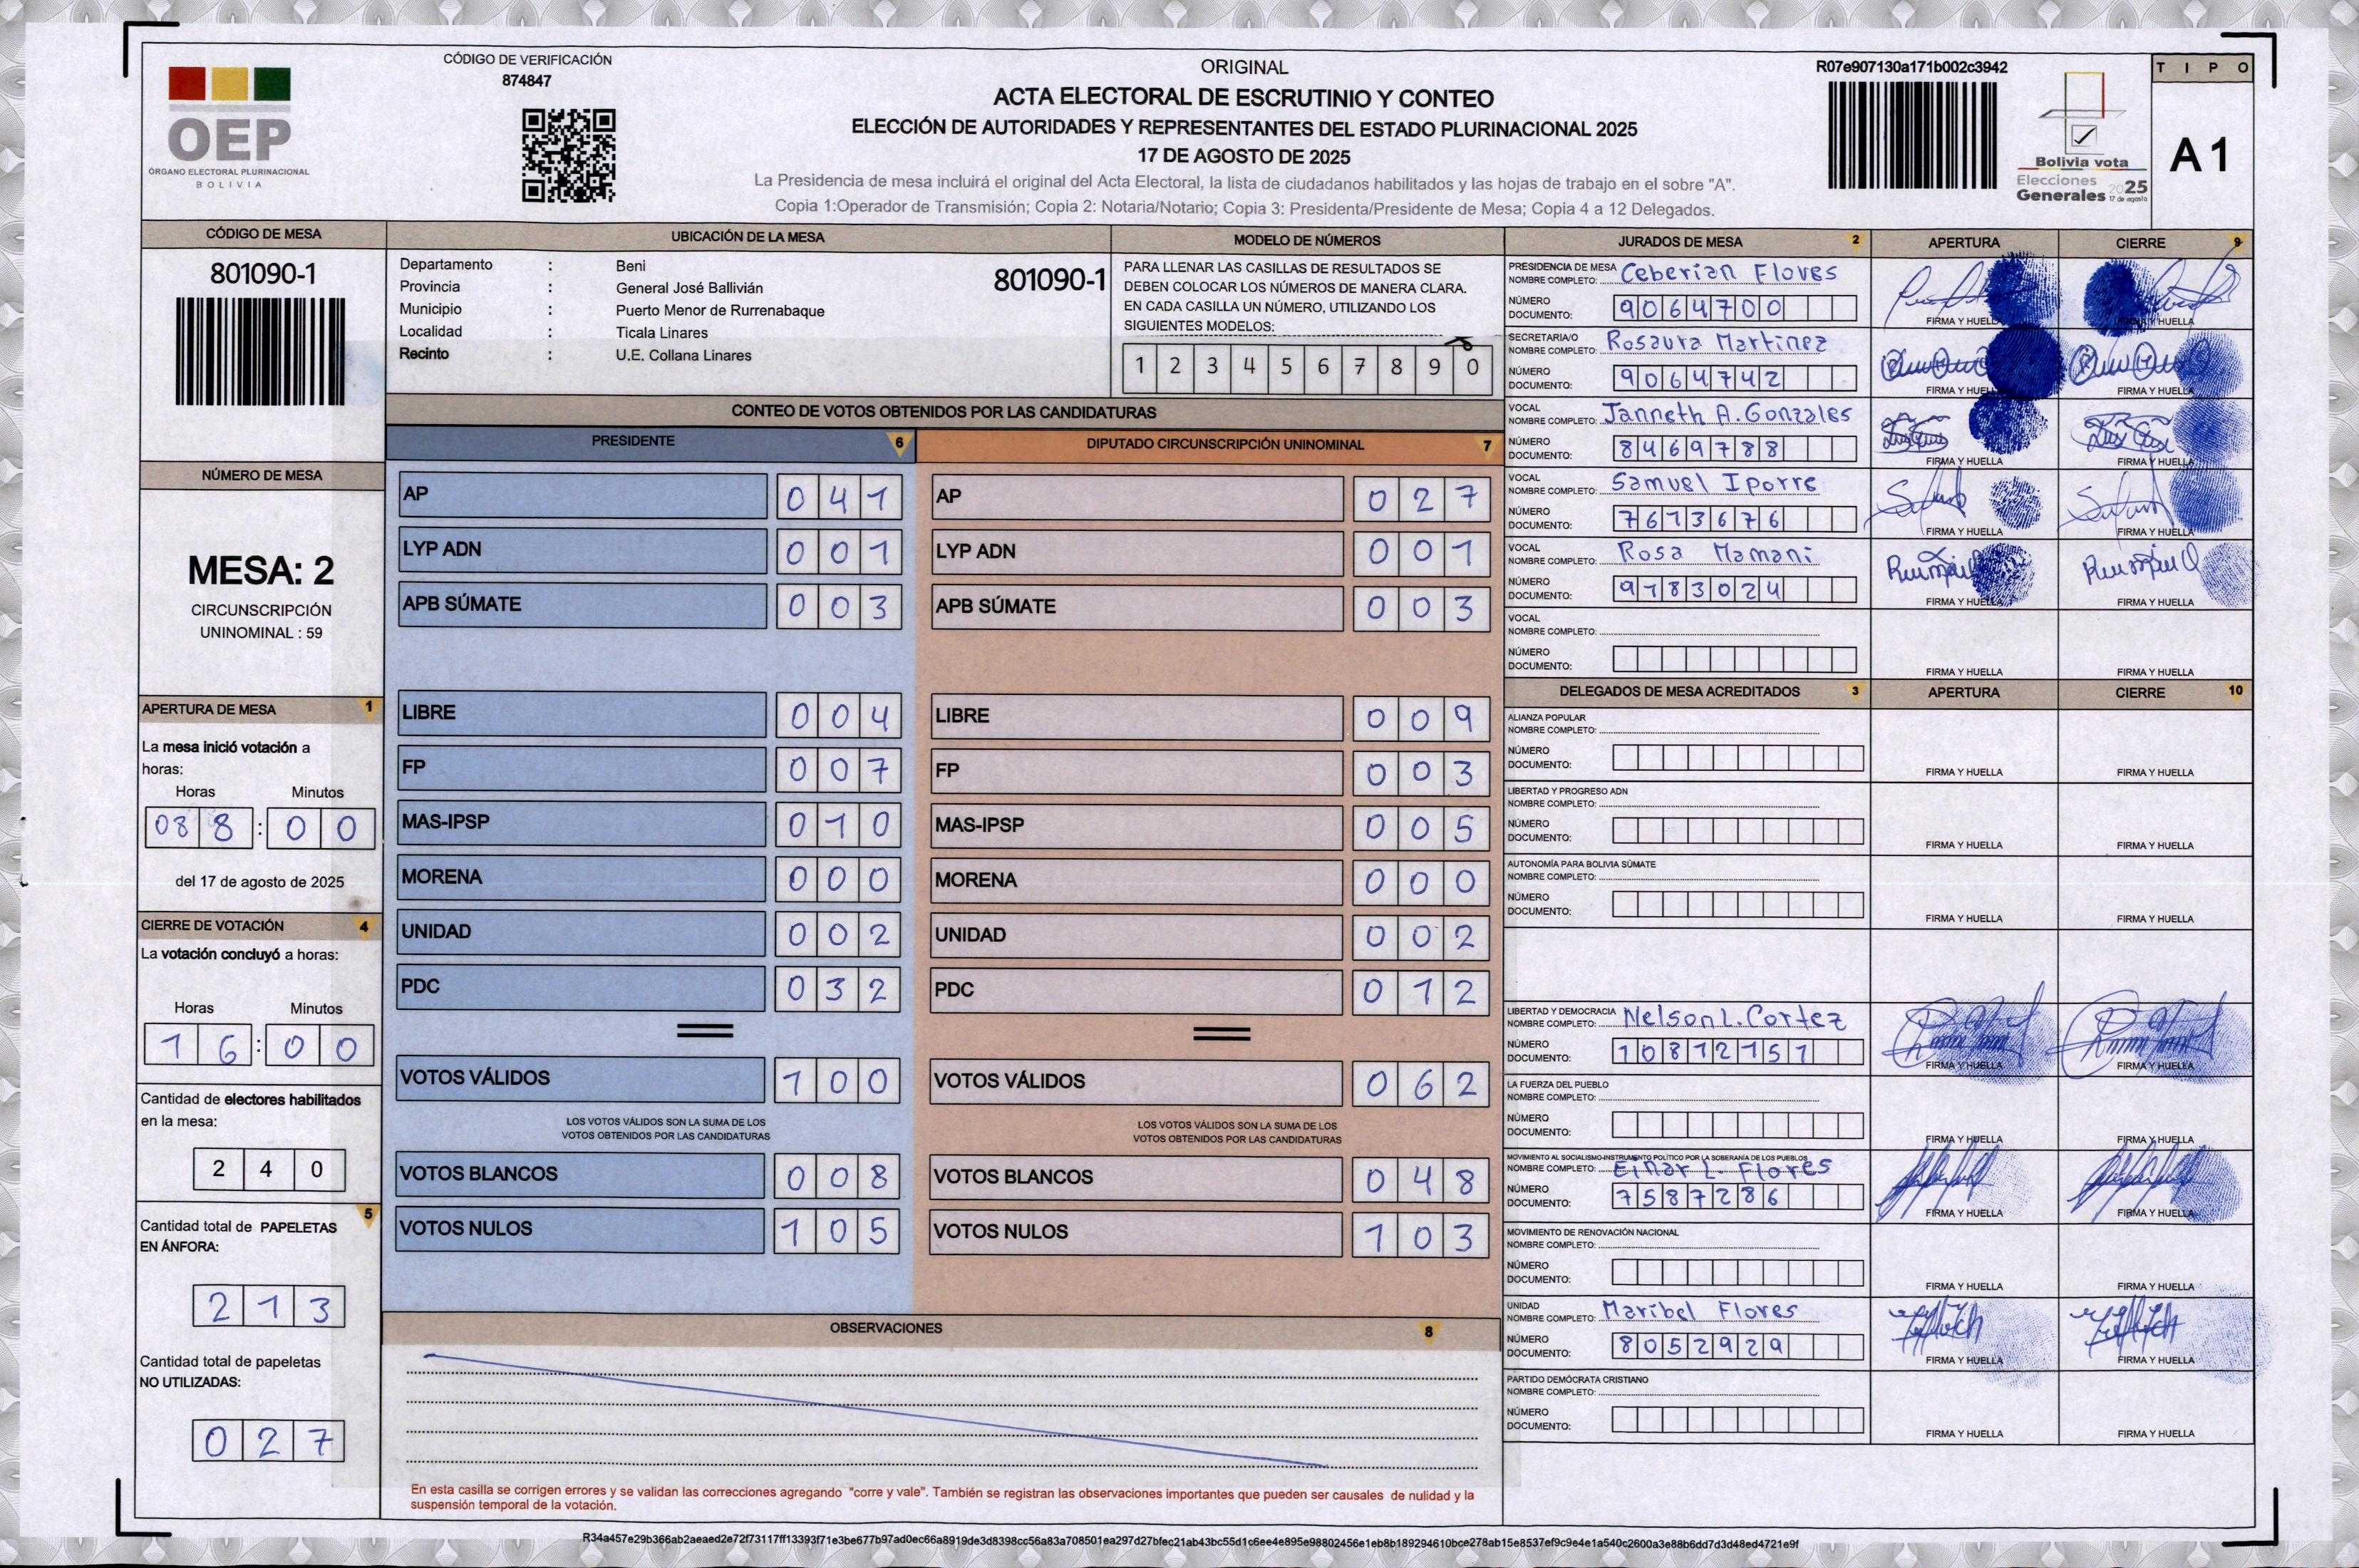 CÓDIGO DE VERIFICACIÓN
874847
OEP
ÓRGANO ELECTORAL PLURINACIONAL
BOLIVIA
ORIGINAL
ACTA ELECTORAL DE ESCRUTINIO Y CONTEO
ELECCIÓN DE AUTORIDADES Y REPRESENTANTES DEL ESTADO PLURINACIONAL 2025
17 DE AGOSTO DE 2025
La Presidencia de mesa incluirá el original del Acta Electoral, la lista de ciudadanos habilitados y las hojas de trabajo en el sobre "A".
Copia 1:Operador de Transmisión; Copia 2: Notaria/Notario; Copia 3: Presidenta/Presidente de Mesa; Copia 4 a 12 Delegados.
R07e907130a171b002c3942
Bolivia vota
Elecciones
Generales 2025
17 de agosto
TIPO
A 1
CÓDIGO DE MESA
801090-1
NÚMERO DE MESA
MESA: 2
CIRCUNSCRIPCIÓN
UNINOMINAL : 59
APERTURA DE MESA 1
La mesa inició votación a
horas:
Horas Minutos
08 8 : 0 0
del 17 de agosto de 2025
CIERRE DE VOTACIÓN 4
La votación concluyó a horas:
Horas Minutos
1 6 : 0 0
Cantidad de electores habilitados
en la mesa:
2 4 0
5
Cantidad total de PAPELETAS
EN ÁNFORA:
2 1 3
Cantidad total de papeletas
NO UTILIZADAS:
0 2 7
UBICACIÓN DE LA MESA
Departamento : Beni
801090-1
Provincia : General José Ballivián
Municipio : Puerto Menor de Rurrenabaque
Localidad : Ticala Linares
Recinto : U.E. Collana Linares
MODELO DE NÚMEROS
PARA LLENAR LAS CASILLAS DE RESULTADOS SE
DEBEN COLOCAR LOS NÚMEROS DE MANERA CLARA.
EN CADA CASILLA UN NÚMERO, UTILIZANDO LOS
SIGUIENTES MODELOS:
1 2 3 4 5 6 7 8 9 0
CONTEO DE VOTOS OBTENIDOS POR LAS CANDIDATURAS
PRESIDENTE 6
AP 0 4 1
LYP ADN 0 0 1
APB SÚMATE 0 0 3
LIBRE 0 0 4
FP 0 0 7
MAS-IPSP 0 1 0
MORENA 0 0 0
UNIDAD 0 0 2
PDC 0 3 2
VOTOS VÁLIDOS 1 0 0
LOS VOTOS VÁLIDOS SON LA SUMA DE LOS
VOTOS OBTENIDOS POR LAS CANDIDATURAS
VOTOS BLANCOS 0 0 8
VOTOS NULOS 1 0 5
DIPUTADO CIRCUNSCRIPCIÓN UNINOMINAL 7
AP 0 2 7
LYP ADN 0 0 1
APB SÚMATE 0 0 3
LIBRE 0 0 9
FP 0 0 3
MAS-IPSP 0 0 5
MORENA 0 0 0
UNIDAD 0 0 2
PDC 0 1 2
VOTOS VÁLIDOS 0 6 2
LOS VOTOS VÁLIDOS SON LA SUMA DE LOS
VOTOS OBTENIDOS POR LAS CANDIDATURAS
VOTOS BLANCOS 0 4 8
VOTOS NULOS 1 0 3
OBSERVACIONES 8
En esta casilla se corrigen errores y se validan las correcciones agregando "corre y vale". También se registran las observaciones importantes que pueden ser causales de nulidad y la
suspensión temporal de la votación.
JURADOS DE MESA 2 APERTURA CIERRE 9
PRESIDENCIA DE MESA
NOMBRE COMPLETO: Ceberian Flores
NÚMERO
DOCUMENTO: 9064700
FIRMA Y HUELLA FIRMA Y HUELLA
SECRETARIA/O
NOMBRE COMPLETO: Rosaura Martinez
NÚMERO
DOCUMENTO: 9064742
FIRMA Y HUELLA FIRMA Y HUELLA
VOCAL
NOMBRE COMPLETO: Janneth A. Gonzales
NÚMERO
DOCUMENTO: 8469788
FIRMA Y HUELLA FIRMA Y HUELLA
VOCAL
NOMBRE COMPLETO: Samuel Iporre
NÚMERO
DOCUMENTO: 7613676
FIRMA Y HUELLA FIRMA Y HUELLA
VOCAL
NOMBRE COMPLETO: Rosa Mamani
NÚMERO
DOCUMENTO: 9183024
FIRMA Y HUELLA FIRMA Y HUELLA
VOCAL
NOMBRE COMPLETO:
NÚMERO
DOCUMENTO:
FIRMA Y HUELLA FIRMA Y HUELLA
DELEGADOS DE MESA ACREDITADOS 3 APERTURA CIERRE 10
ALIANZA POPULAR
NOMBRE COMPLETO:
NÚMERO
DOCUMENTO:
FIRMA Y HUELLA FIRMA Y HUELLA
LIBERTAD Y PROGRESO ADN
NOMBRE COMPLETO:
NÚMERO
DOCUMENTO:
FIRMA Y HUELLA FIRMA Y HUELLA
AUTONOMÍA PARA BOLIVIA SÚMATE
NOMBRE COMPLETO:
NÚMERO
DOCUMENTO:
FIRMA Y HUELLA FIRMA Y HUELLA
LIBERTAD Y DEMOCRACIA
NOMBRE COMPLETO: Nelson L. Cortez
NÚMERO
DOCUMENTO: 10872151
FIRMA Y HUELLA FIRMA Y HUELLA
LA FUERZA DEL PUEBLO
NOMBRE COMPLETO:
NÚMERO
DOCUMENTO:
FIRMA Y HUELLA FIRMA Y HUELLA
MOVIMIENTO AL SOCIALISMO-INSTRUMENTO POLÍTICO POR LA SOBERANÍA DE LOS PUEBLOS
NOMBRE COMPLETO: Einar L. Flores
NÚMERO
DOCUMENTO: 7587286
FIRMA Y HUELLA FIRMA Y HUELLA
MOVIMIENTO DE RENOVACIÓN NACIONAL
NOMBRE COMPLETO:
NÚMERO
DOCUMENTO:
FIRMA Y HUELLA FIRMA Y HUELLA
UNIDAD
NOMBRE COMPLETO: Maribel Flores
NÚMERO
DOCUMENTO: 8052929
FIRMA Y HUELLA FIRMA Y HUELLA
PARTIDO DEMÓCRATA CRISTIANO
NOMBRE COMPLETO:
NÚMERO
DOCUMENTO:
FIRMA Y HUELLA FIRMA Y HUELLA